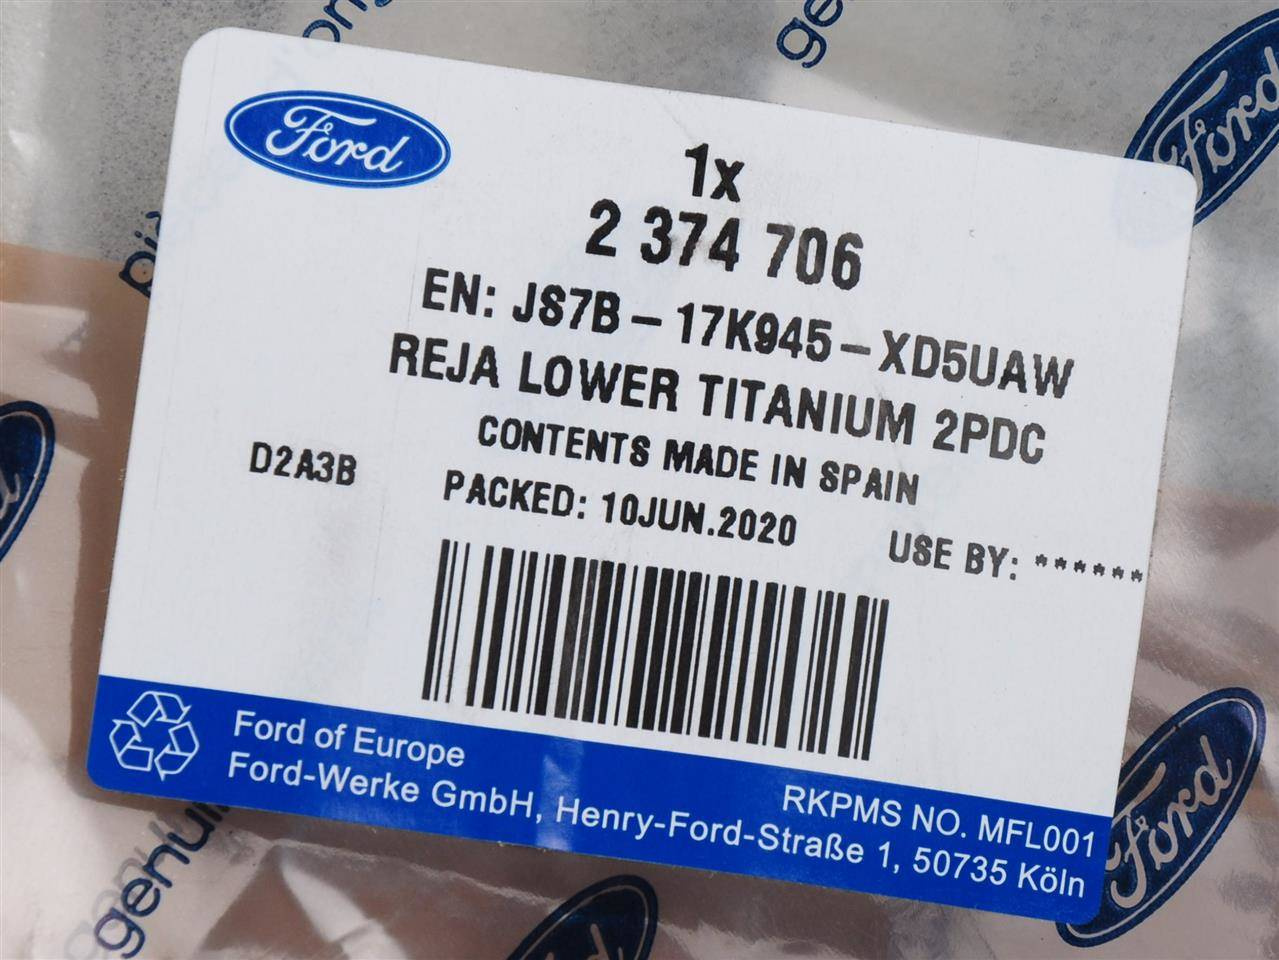 Ford
1x
2 374 706
EN: JS7B - 17K945 - XD5UAW
REJA LOWER TITANIUM 2PDC
CONTENTS MADE IN SPAIN
D2A3B
PACKED: 10JUN.2020
USE BY: ******
Ford of Europe
RKPMS NO. MFL001
Ford-Werke GmbH, Henry-Ford-Straße 1, 50735 Köln
Ford
Ford